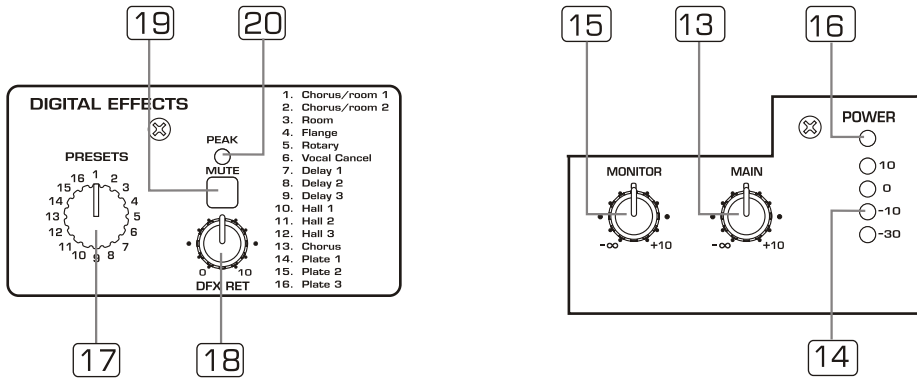 19
20
DIGITAL EFFECTS
PEAK
MUTE
PRESETS
1
2
3
4
5
6
7
8
9
10
11
12
13
14
15
16
0
10
DFX RET
1. Chorus/room 1
2. Chorus/room 2
3. Room
4. Flange
5. Rotary
6. Vocal Cancel
7. Delay 1
8. Delay 2
9. Delay 3
10. Hall 1
11. Hall 2
12. Hall 3
13. Chorus
14. Plate 1
15. Plate 2
16. Plate 3
17
18
15
13
16
MONITOR
-∞
+10
MAIN
-∞
+10
POWER
10
0
-10
-30
14